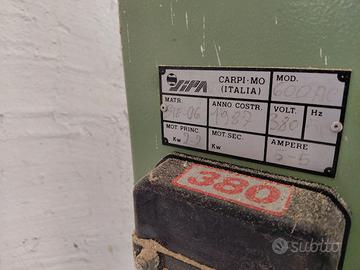 SIPA CARPI-MO MOD.
(ITALIA)
MATR. ANNO COSTR. VOLT. Hz
1987 380
MOT. PRINC. MOT. SEC. AMPERE
Kw Kw
380
subito